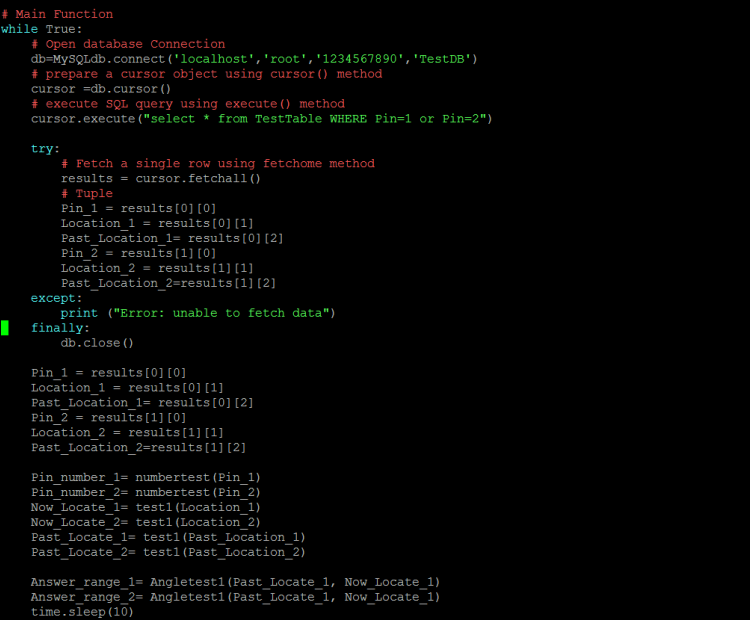 # Main Function
while True:
    # Open database Connection
    db=MySQLdb.connect('localhost','root','1234567890','TestDB')
    # prepare a cursor object using cursor() method
    cursor =db.cursor()
    # execute SQL query using execute() method
    cursor.execute("select * from TestTable WHERE Pin=1 or Pin=2")

    try:
        # Fetch a single row using fetchome method
        results = cursor.fetchall()
        # Tuple
        Pin_1 = results[0][0]
        Location_1 = results[0][1]
        Past_Location_1= results[0][2]
        Pin_2 = results[1][0]
        Location_2 = results[1][1]
        Past_Location_2=results[1][2]
    except:
        print ("Error: unable to fetch data")
    finally:
        db.close()

    Pin_1 = results[0][0]
    Location_1 = results[0][1]
    Past_Location_1= results[0][2]
    Pin_2 = results[1][0]
    Location_2 = results[1][1]
    Past_Location_2=results[1][2]

    Pin_number_1= numbertest(Pin_1)
    Pin_number_2= numbertest(Pin_2)
    Now_Locate_1= test1(Location_1)
    Now_Locate_2= test1(Location_2)
    Past_Locate_1= test1(Past_Location_1)
    Past_Locate_2= test1(Past_Location_2)

    Answer_range_1= Angletest1(Past_Locate_1, Now_Locate_1)
    Answer_range_2= Angletest1(Past_Locate_1, Now_Locate_1)
    time.sleep(10)